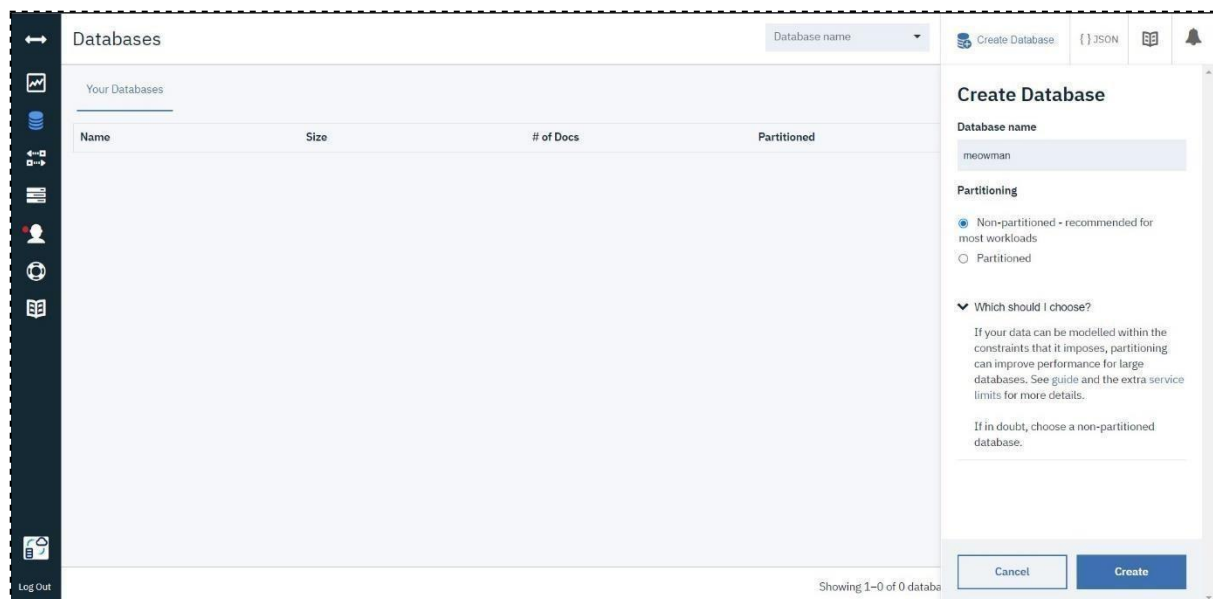 Databases
Database name
Create Database
{ } JSON
Your Databases
Name Size # of Docs Partitioned
Create Database
Database name
meowman
Partitioning
Non-partitioned - recommended for
most workloads
Partitioned
Which should I choose?
If your data can be modelled within the
constraints that it imposes, partitioning
can improve performance for large
databases. See guide and the extra service
limits for more details.
If in doubt, choose a non-partitioned
database.
Cancel Create
Log Out
Showing 1–0 of 0 databa